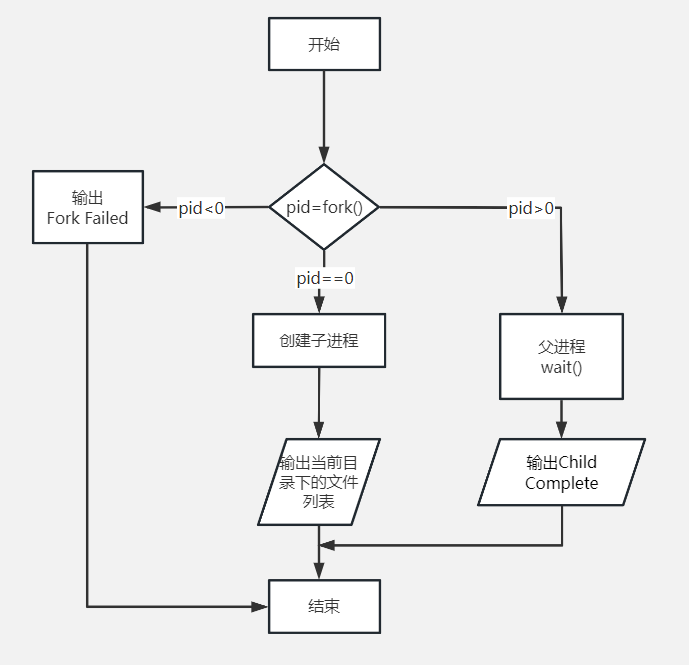 开始
pid=fork()
输出
Fork Failed
pid<0
pid>0
pid==0
创建子进程
父进程
wait()
输出当前目
录下的文件
列表
输出Child
Complete
结束